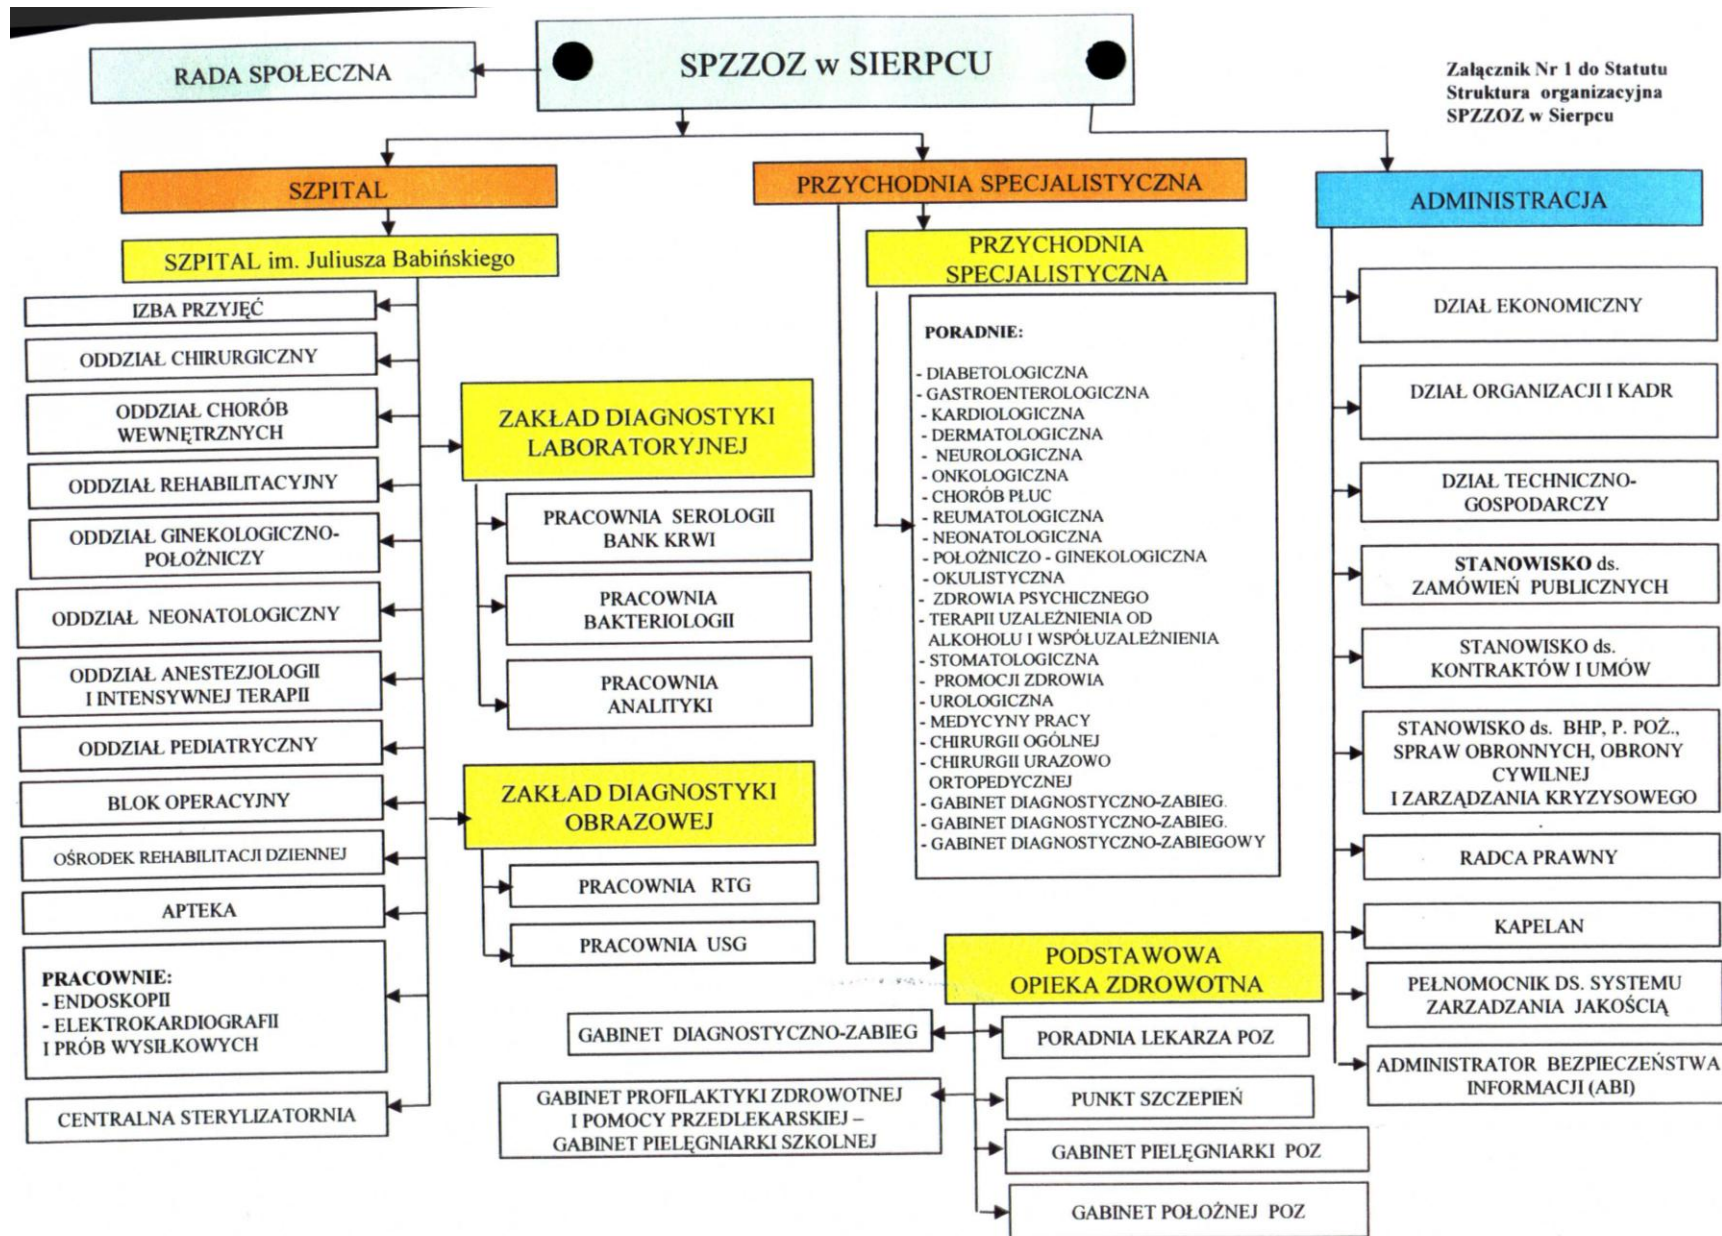 SPZZOZ w SIERPCU
RADA SPOŁECZNA
Załącznik Nr 1 do Statutu
Struktura organizacyjna
SPZZOZ w Sierpcu
SZPITAL
SZPITAL im. Juliusza Babińskiego
IZBA PRZYJĘĆ
ODDZIAŁ CHIRURGICZNY
ODDZIAŁ CHORÓB
WEWNĘTRZNYCH
ODDZIAŁ REHABILITACYJNY
ODDZIAŁ GINEKOLOGICZNO-
POŁOŻNICZY
ODDZIAŁ NEONATOLOGICZNY
ODDZIAŁ ANESTEZJOLOGII
I INTENSYWNEJ TERAPII
ODDZIAŁ PEDIATRYCZNY
BLOK OPERACYJNY
OŚRODEK REHABILITACJI DZIENNEJ
APTEKA
PRACOWNIE:
- ENDOSKOPII
- ELEKTROKARDIOGRAFII
I PRÓB WYSIŁKOWYCH
CENTRALNA STERYLIZATORNIA
ZAKŁAD DIAGNOSTYKI
LABORATORYJNEJ
PRACOWNIA SEROLOGII
BANK KRWI
PRACOWNIA
BAKTERIOLOGII
PRACOWNIA
ANALITYKI
ZAKŁAD DIAGNOSTYKI
OBRAZOWEJ
PRACOWNIA RTG
PRACOWNIA USG
PRZYCHODNIA SPECJALISTYCZNA
PRZYCHODNIA
SPECJALISTYCZNA
PORADNIE:
- DIABETOLOGICZNA
- GASTROENTEROLOGICZNA
- KARDIOLOGICZNA
- DERMATOLOGICZNA
- NEUROLOGICZNA
- ONKOLOGICZNA
- CHORÓB PŁUC
- REUMATOLOGICZNA
- NEONATOLOGICZNA
- POŁOŻNICZO - GINEKOLOGICZNA
- OKULISTYCZNA
- ZDROWIA PSYCHICZNEGO
- TERAPII UZALEŻNIENIA OD
ALKOHOLU I WSPÓŁUZALEŻNIENIA
- STOMATOLOGICZNA
- PROMOCJI ZDROWIA
- UROLOGICZNA
- MEDYCYNY PRACY
- CHIRURGII OGÓLNEJ
- CHIRURGII URAZOWO
ORTOPEDYCZNEJ
- GABINET DIAGNOSTYCZNO-ZABIEG.
- GABINET DIAGNOSTYCZNO-ZABIEG.
- GABINET DIAGNOSTYCZNO-ZABIEGOWY
PODSTAWOWA
OPIEKA ZDROWOTNA
GABINET DIAGNOSTYCZNO-ZABIEG
GABINET PROFILAKTYKI ZDROWOTNEJ
I POMOCY PRZEDLEKARSKIEJ –
GABINET PIELĘGNIARKI SZKOLNEJ
PORADNIA LEKARZA POZ
PUNKT SZCZEPIEŃ
GABINET PIELĘGNIARKI POZ
GABINET POŁOŻNEJ POZ
ADMINISTRACJA
DZIAŁ EKONOMICZNY
DZIAŁ ORGANIZACJI I KADR
DZIAŁ TECHNICZNO-
GOSPODARCZY
STANOWISKO ds.
ZAMÓWIEŃ PUBLICZNYCH
STANOWISKO ds.
KONTRAKTÓW I UMÓW
STANOWISKO ds. BHP, P. POŻ.,
SPRAW OBRONNYCH, OBRONY
CYWILNEJ
I ZARZĄDZANIA KRYZYSOWEGO
RADCA PRAWNY
KAPELAN
PEŁNOMOCNIK DS. SYSTEMU
ZARZADZANIA JAKOŚCIĄ
ADMINISTRATOR BEZPIECZEŃSTWA
INFORMACJI (ABI)